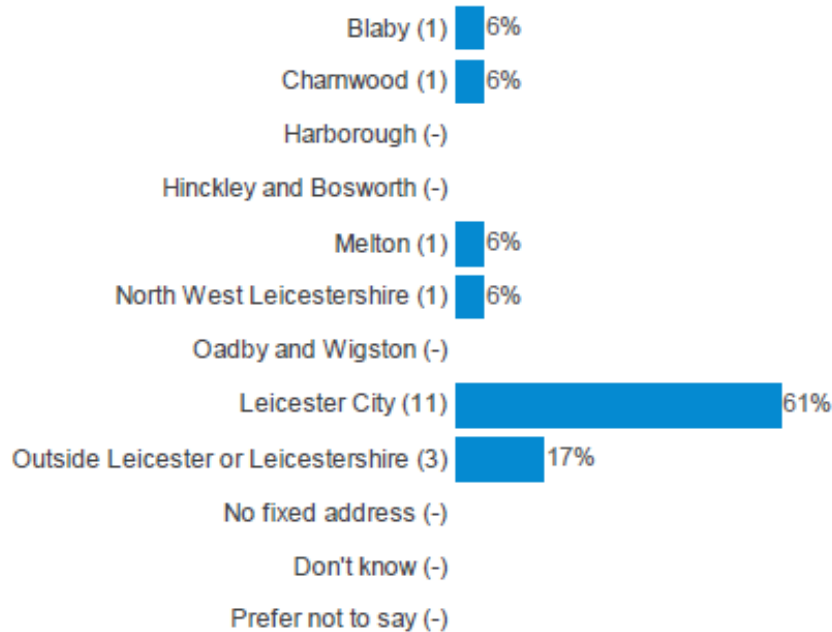 Blaby (1) 6%
Charnwood (1) 6%
Harborough (-)
Hinckley and Bosworth (-)
Melton (1) 6%
North West Leicestershire (1) 6%
Oadby and Wigston (-)
Leicester City (11) 61%
Outside Leicester or Leicestershire (3) 17%
No fixed address (-)
Don't know (-)
Prefer not to say (-)